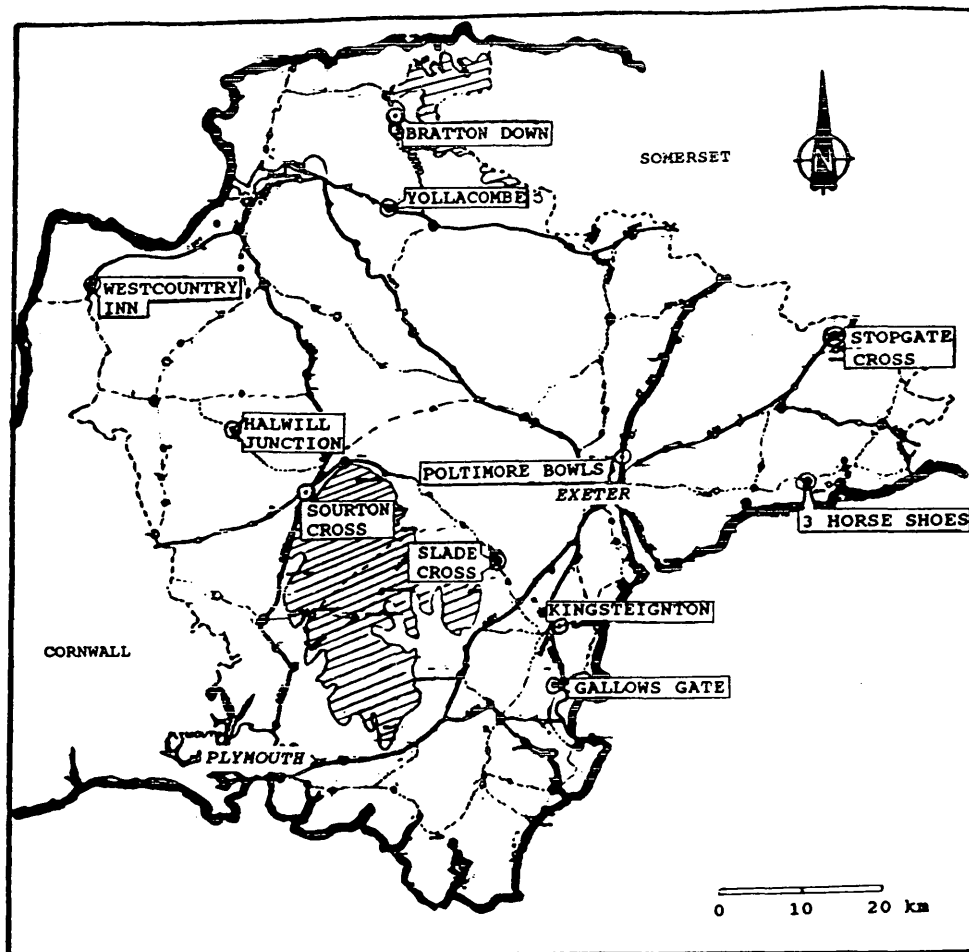 BRATTON DOWN
SOMERSET
N
YOLLACOMBE 5
WESTCOUNTRY
INN
STOPGATE
CROSS
HALWILL
JUNCTION
POLTIMORE BOWLS
EXETER
SOURTON
CROSS
3 HORSE SHOES
SLADE
CROSS
KINGSTEIGNTON
CORNWALL
GALLOWS GATE
PLYMOUTH
0 10 20 km